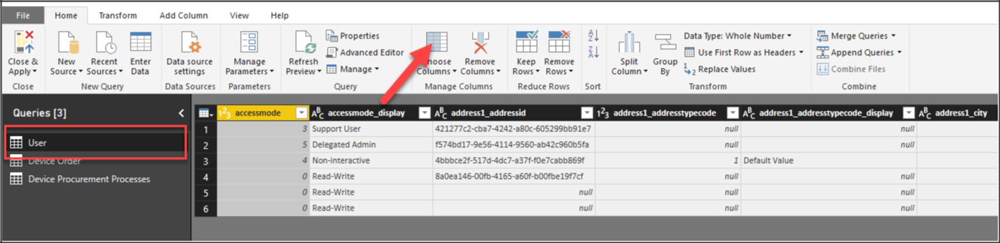 File Home Transform Add Column View Help
Close & Apply
New Source
Recent Sources
Enter Data
Data source settings
Manage Parameters
Refresh Preview
Properties
Advanced Editor
Manage
Choose Columns
Remove Columns
Keep Rows
Remove Rows
Split Column
Group By
Data Type: Whole Number
Use First Row as Headers
Replace Values
Merge Queries
Append Queries
Combine Files
Close New Query Data Sources Parameters Query Manage Columns Reduce Rows Sort Transform Combine
Queries [3]
User
Device Order
Device Procurement Processes
accessmode accessmode_display address1_addressid address1_addresstypecode address1_addresstypecode_display address1_city
1 3 Support User 421277c2-cba7-4242-a80c-605299bb91e7 null null
2 5 Delegated Admin f574bd17-9e56-4114-9560-ab42c960b5fa null null
3 4 Non-interactive 4bbbce2f-517d-4dc7-a37f-f0e7cabb869f 1 Default Value
4 0 Read-Write 8a0ea146-00fb-4165-a60f-b00fbe19f7cf null null
5 0 Read-Write null null null
6 0 Read-Write null null null